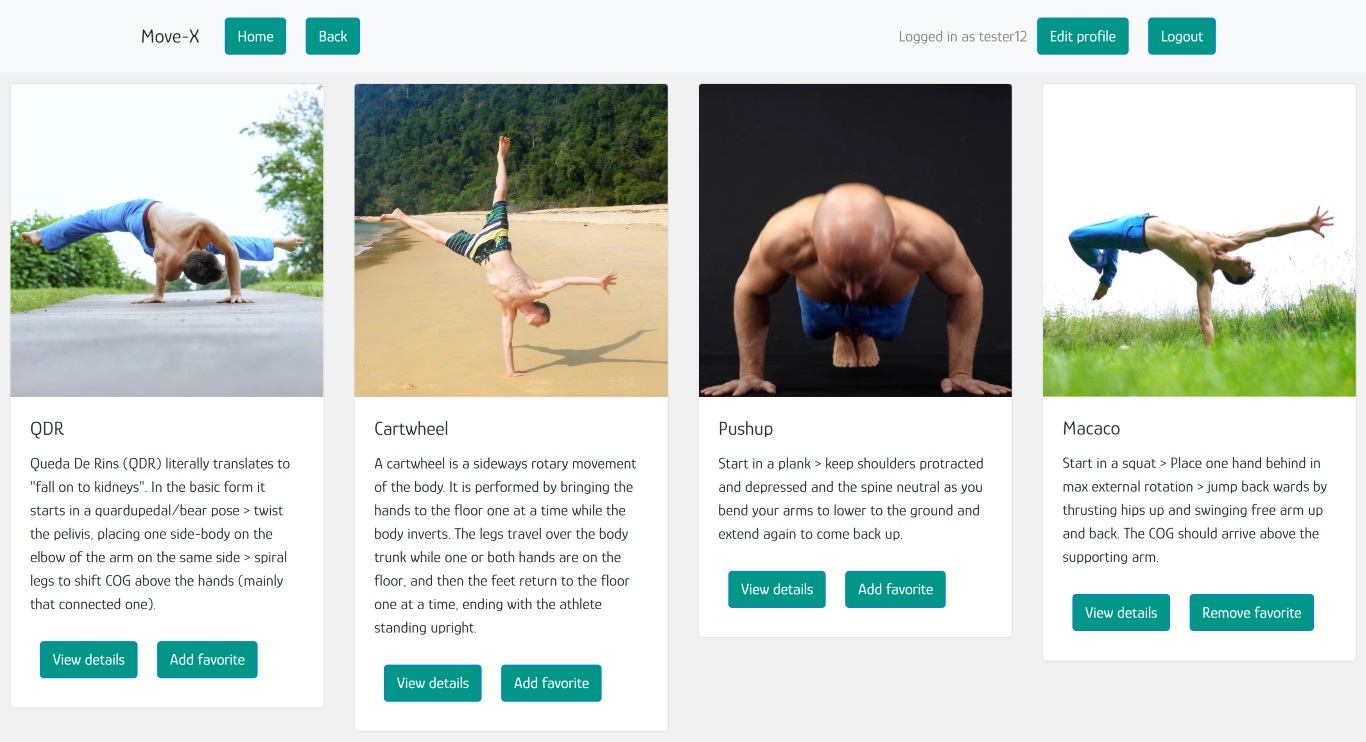 Move-X Home Back Logged in as tester12 Edit profile Logout
QDR
Queda De Rins (QDR) literally translates to
"fall on to kidneys". In the basic form it
starts in a quardupedal/bear pose > twist
the pelivis, placing one side-body on the
elbow of the arm on the same side > spiral
legs to shift COG above the hands (mainly
that connected one).
View details Add favorite
Cartwheel
A cartwheel is a sideways rotary movement
of the body. It is performed by bringing the
hands to the floor one at a time while the
body inverts. The legs travel over the body
trunk while one or both hands are on the
floor, and then the feet return to the floor
one at a time, ending with the athlete
standing upright.
View details Add favorite
Pushup
Start in a plank > keep shoulders protracted
and depressed and the spine neutral as you
bend your arms to lower to the ground and
extend again to come back up.
View details Add favorite
Macaco
Start in a squat > Place one hand behind in
max external rotation > jump back wards by
thrusting hips up and swinging free arm up
and back. The COG should arrive above the
supporting arm.
View details Remove favorite